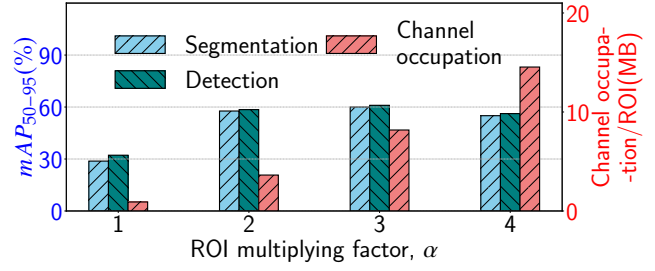 Segmentation
Detection
Channel
occupation
mAP50−95(%)
90
60
30
0
20
10
0
Channel occupa-
-tion/ROI(MB)
1 2 3 4
ROI multiplying factor, α